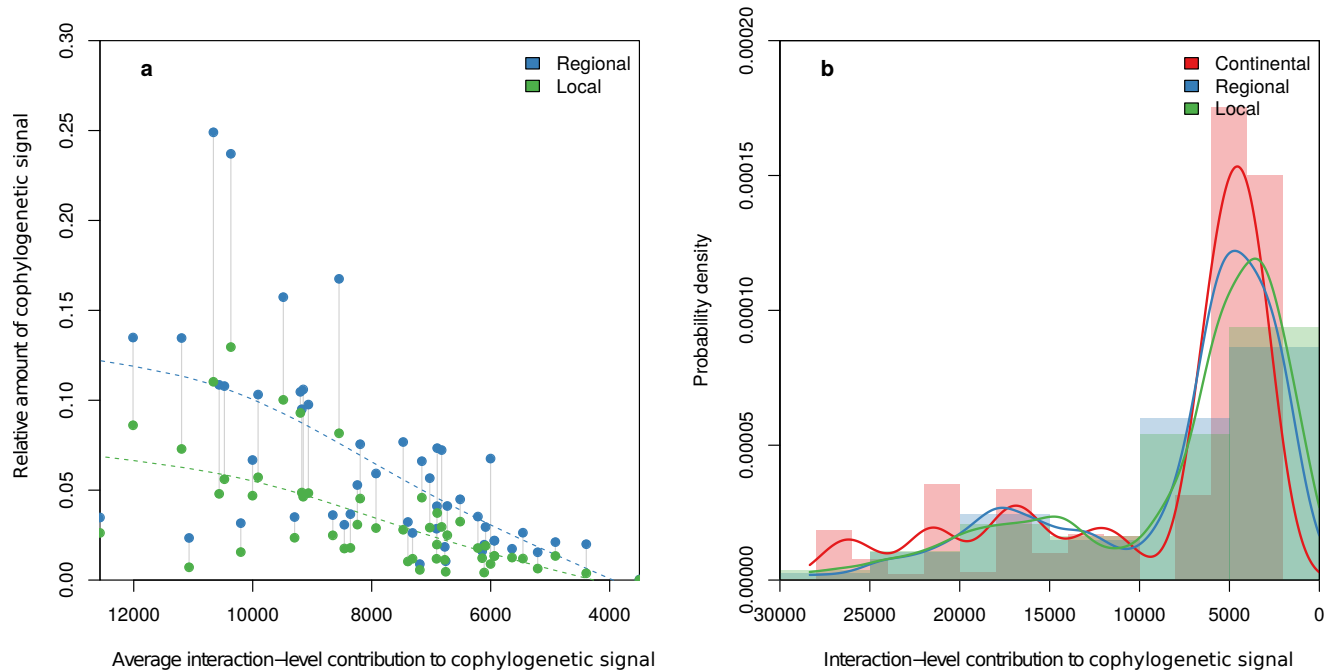 a
Regional
Local
Relative amount of cophylogenetic signal
0.00 0.05 0.10 0.15 0.20 0.25 0.30
12000 10000 8000 6000 4000
Average interaction−level contribution to cophylogenetic signal
b
Continental
Regional
Local
Probability density
0.00000 0.00005 0.00010 0.00015 0.00020
30000 25000 20000 15000 10000 5000 0
Interaction−level contribution to cophylogenetic signal